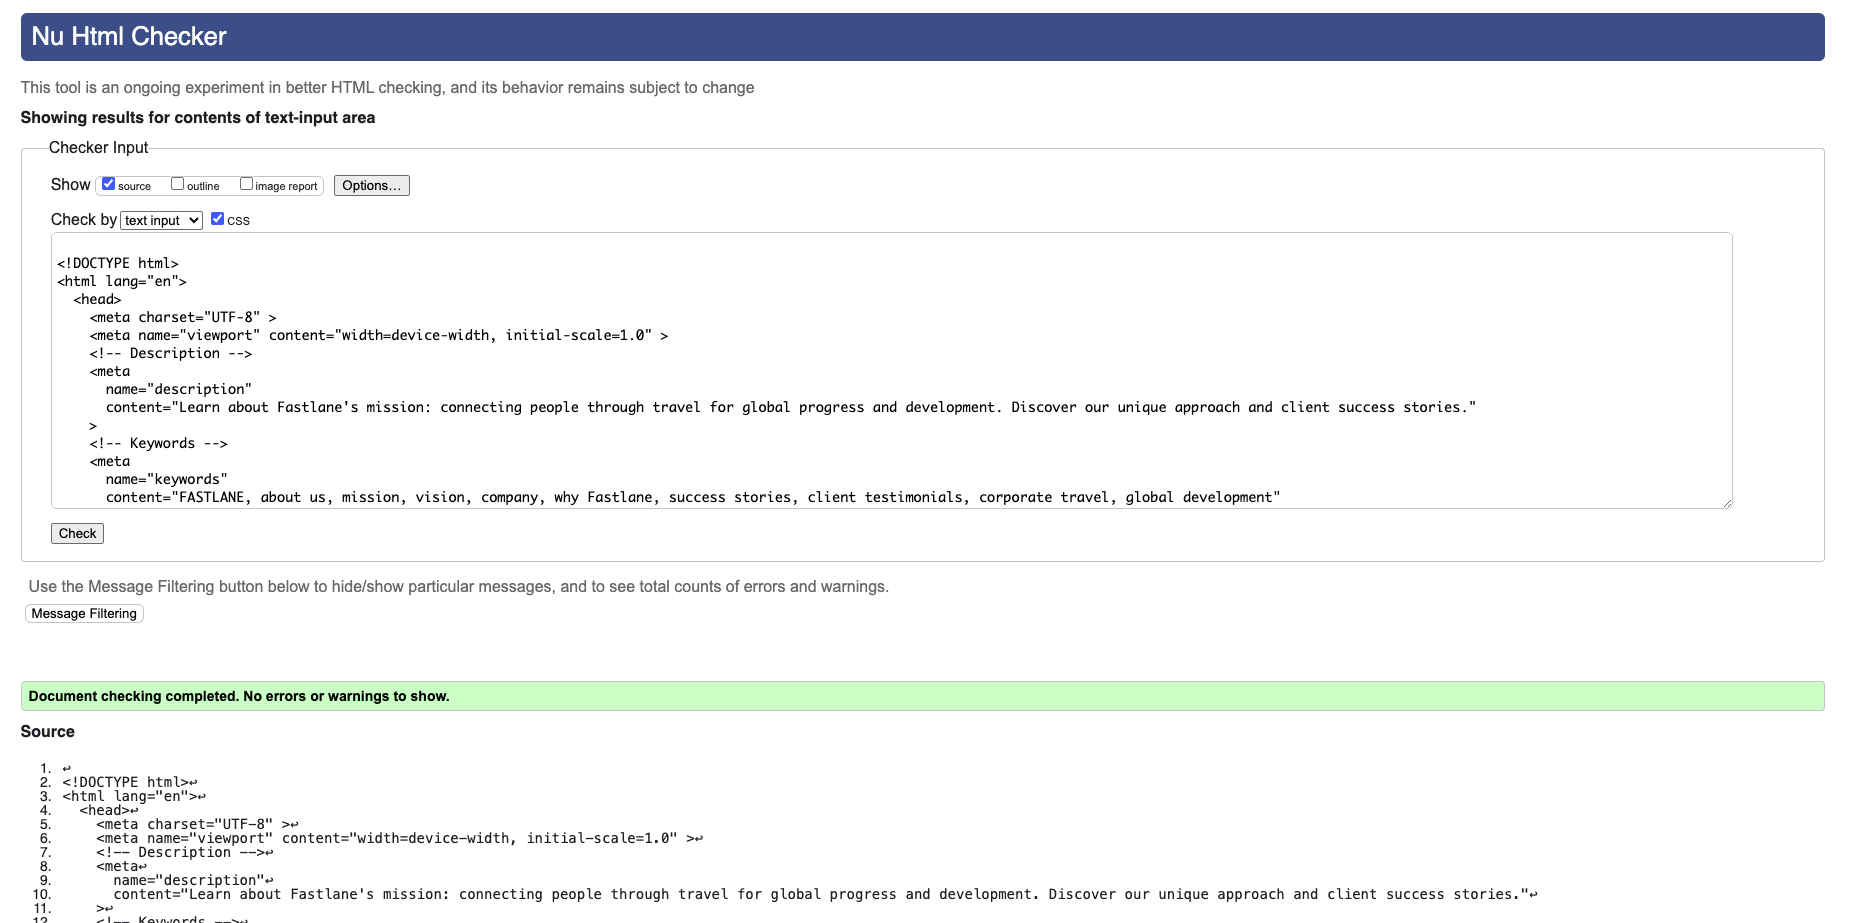 Nu Html Checker
This tool is an ongoing experiment in better HTML checking, and its behavior remains subject to change
Showing results for contents of text-input area
Checker Input
Show source outline image report Options...
Check by text input CSS
<!DOCTYPE html>
<html lang="en">
  <head>
    <meta charset="UTF-8" >
    <meta name="viewport" content="width=device-width, initial-scale=1.0" >
    <!-- Description -->
    <meta
      name="description"
      content="Learn about Fastlane's mission: connecting people through travel for global progress and development. Discover our unique approach and client success stories."
    >
    <!-- Keywords -->
    <meta
      name="keywords"
      content="FASTLANE, about us, mission, vision, company, why Fastlane, success stories, client testimonials, corporate travel, global development"
Check
Use the Message Filtering button below to hide/show particular messages, and to see total counts of errors and warnings.
Message Filtering
Document checking completed. No errors or warnings to show.
Source
1. ↩
2. <!DOCTYPE html>↩
3. <html lang="en">↩
4.   <head>↩
5.     <meta charset="UTF-8" >↩
6.     <meta name="viewport" content="width=device-width, initial-scale=1.0" >↩
7.     <!-- Description -->↩
8.     <meta↩
9.       name="description"↩
10.       content="Learn about Fastlane's mission: connecting people through travel for global progress and development. Discover our unique approach and client success stories."↩
11.     >↩
12.     <!-- Keywords -->↩